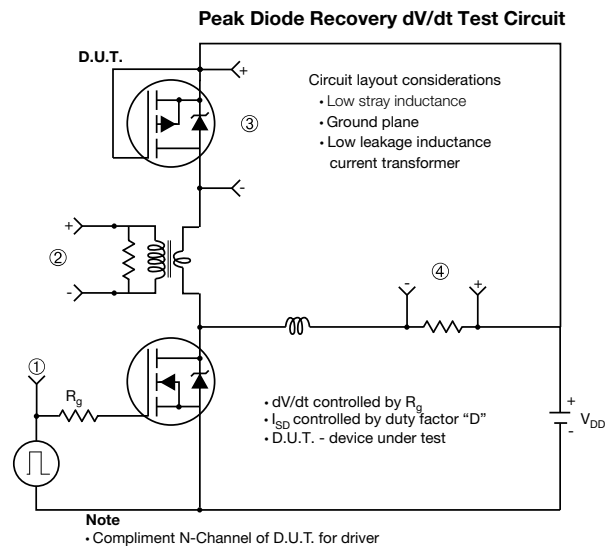 Peak Diode Recovery dV/dt Test Circuit
D.U.T.
+
Circuit layout considerations
• Low stray inductance
• Ground plane
• Low leakage inductance
current transformer
③
-
+
②
-
④
-
+
①
Rg
• dV/dt controlled by Rg
• ISD controlled by duty factor “D”
• D.U.T. - device under test
+
VDD
-
Note
• Compliment N-Channel of D.U.T. for driver